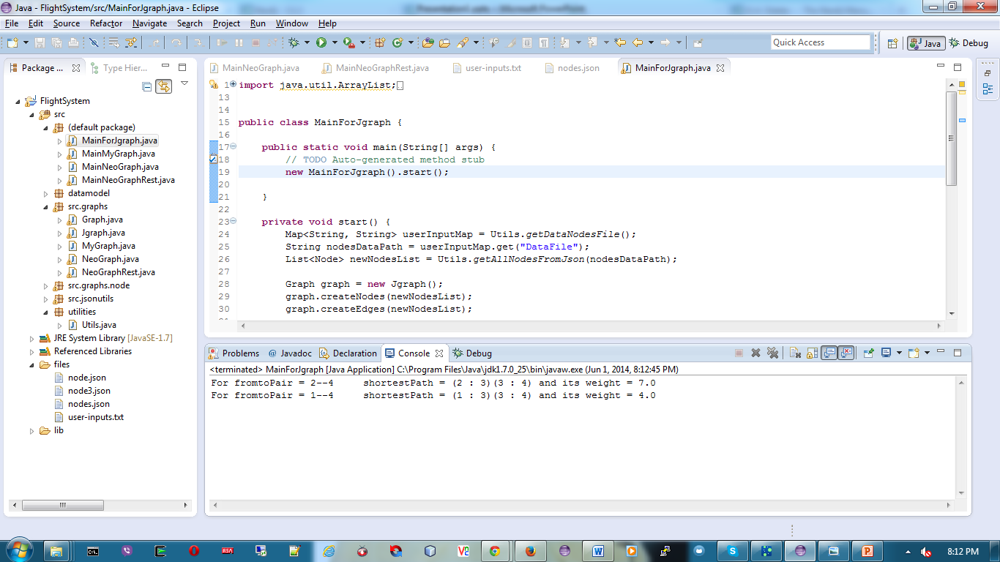 Java - FlightSystem/src/MainForJgraph.java - Eclipse
File Edit Source Refactor Navigate Search Project Run Window Help
Quick Access
Java
Debug
Package ...
Type Hier...
FlightSystem
src
(default package)
MainForJgraph.java
MainMyGraph.java
MainNeoGraph.java
MainNeoGraphRest.java
datamodel
src.graphs
Graph.java
Jgraph.java
MyGraph.java
NeoGraph.java
NeoGraphRest.java
src.graphs.node
src.jsonutils
utilities
Utils.java
JRE System Library [JavaSE-1.7]
Referenced Libraries
files
node.json
node3.json
nodes.json
user-inputs.txt
lib
MainNeoGraph.java MainNeoGraphRest.java user-inputs.txt nodes.json MainForJgraph.java
1 import java.util.ArrayList;
13
14
15 public class MainForJgraph {
16
17 public static void main(String[] args) {
18 // TODO Auto-generated method stub
19 new MainForJgraph().start();
20
21 }
22
23 private void start() {
24 Map<String, String> userInputMap = Utils.getDataNodesFile();
25 String nodesDataPath = userInputMap.get("DataFile");
26 List<Node> newNodesList = Utils.getAllNodesFromJson(nodesDataPath);
27
28 Graph graph = new Jgraph();
29 graph.createNodes(newNodesList);
30 graph.createEdges(newNodesList);
Problems @ Javadoc Declaration Console Debug
<terminated> MainForJgraph [Java Application] C:\Program Files\Java\jdk1.7.0_25\bin\javaw.exe (Jun 1, 2014, 8:12:45 PM)
For fromtoPair = 2--4 shortestPath = (2 : 3)(3 : 4) and its weight = 7.0
For fromtoPair = 1--4 shortestPath = (1 : 3)(3 : 4) and its weight = 4.0
C:\
RSA
8:12 PM